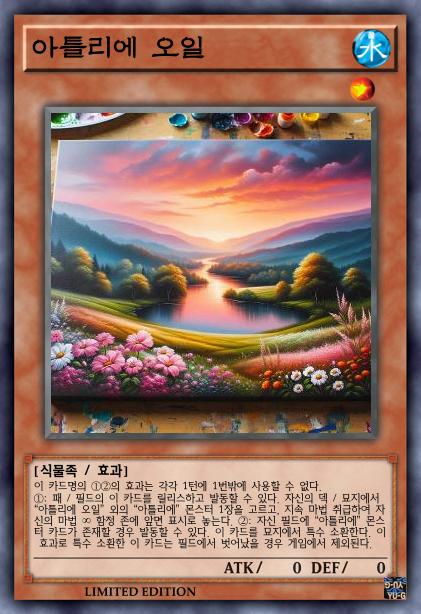 아틀리에 오일
水
[식물족 / 효과]
이 카드명의 ①②의 효과는 각각 1턴에 1번밖에 사용할 수 없다.
①: 패 / 필드의 이 카드를 릴리스하고 발동할 수 있다. 자신의 덱 / 묘지에서
"아틀리에 오일" 외의 "아틀리에" 몬스터 1장을 고르고, 지속 마법 취급하여 자
신의 마법 ∞ 함정 존에 앞면 표시로 놓는다. ②: 자신 필드에 "아틀리에" 몬스
터 카드가 존재할 경우 발동할 수 있다. 이 카드를 묘지에서 특수 소환한다. 이
효과로 특수 소환한 이 카드는 필드에서 벗어났을 경우 게임에서 제외된다.
ATK/ 0 DEF/ 0
LIMITED EDITION